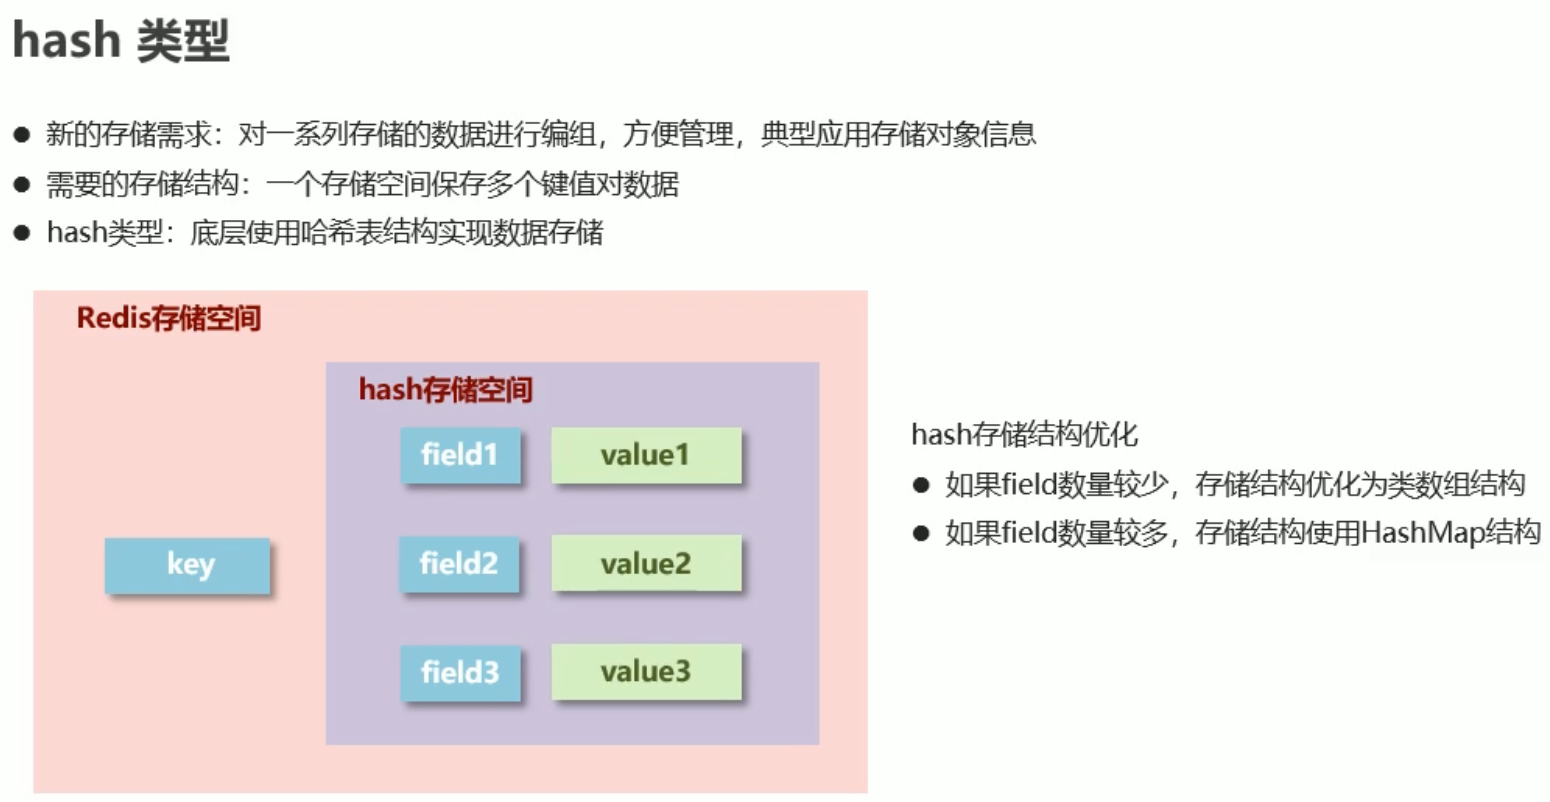 hash 类型
● 新的存储需求：对一系列存储的数据进行编组，方便管理，典型应用存储对象信息
● 需要的存储结构：一个存储空间保存多个键值对数据
● hash类型：底层使用哈希表结构实现数据存储
Redis存储空间
hash存储空间
field1 value1
key field2 value2
field3 value3
hash存储结构优化
● 如果field数量较少，存储结构优化为类数组结构
● 如果field数量较多，存储结构使用HashMap结构